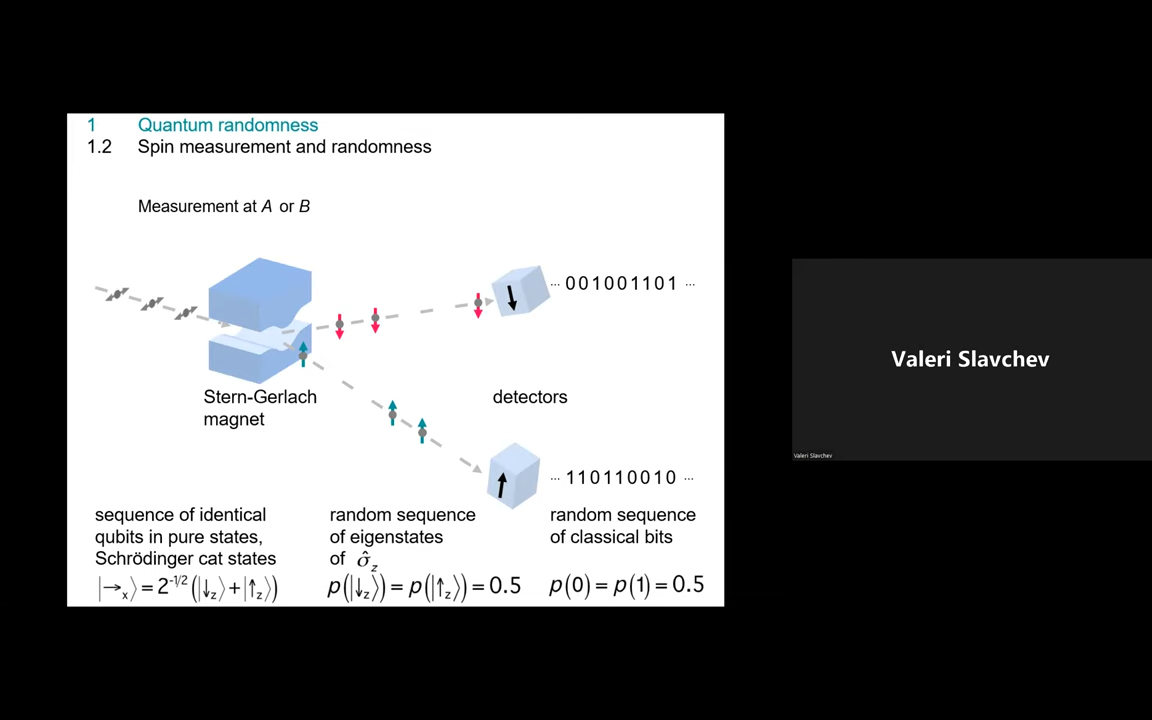 1 Quantum randomness
1.2 Spin measurement and randomness
Measurement at A or B
··· 001001101 ···
Stern-Gerlach
magnet
detectors
··· 110110010 ···
sequence of identical
qubits in pure states,
Schrödinger cat states
|→ₓ⟩ = 2^-1/2 (|↓z⟩ + |↑z⟩)
random sequence
of eigenstates
of σ̂z
p(|↓z⟩) = p(|↑z⟩) = 0.5
random sequence
of classical bits
p(0) = p(1) = 0.5
Valeri Slavchev
Valeri Slavchev